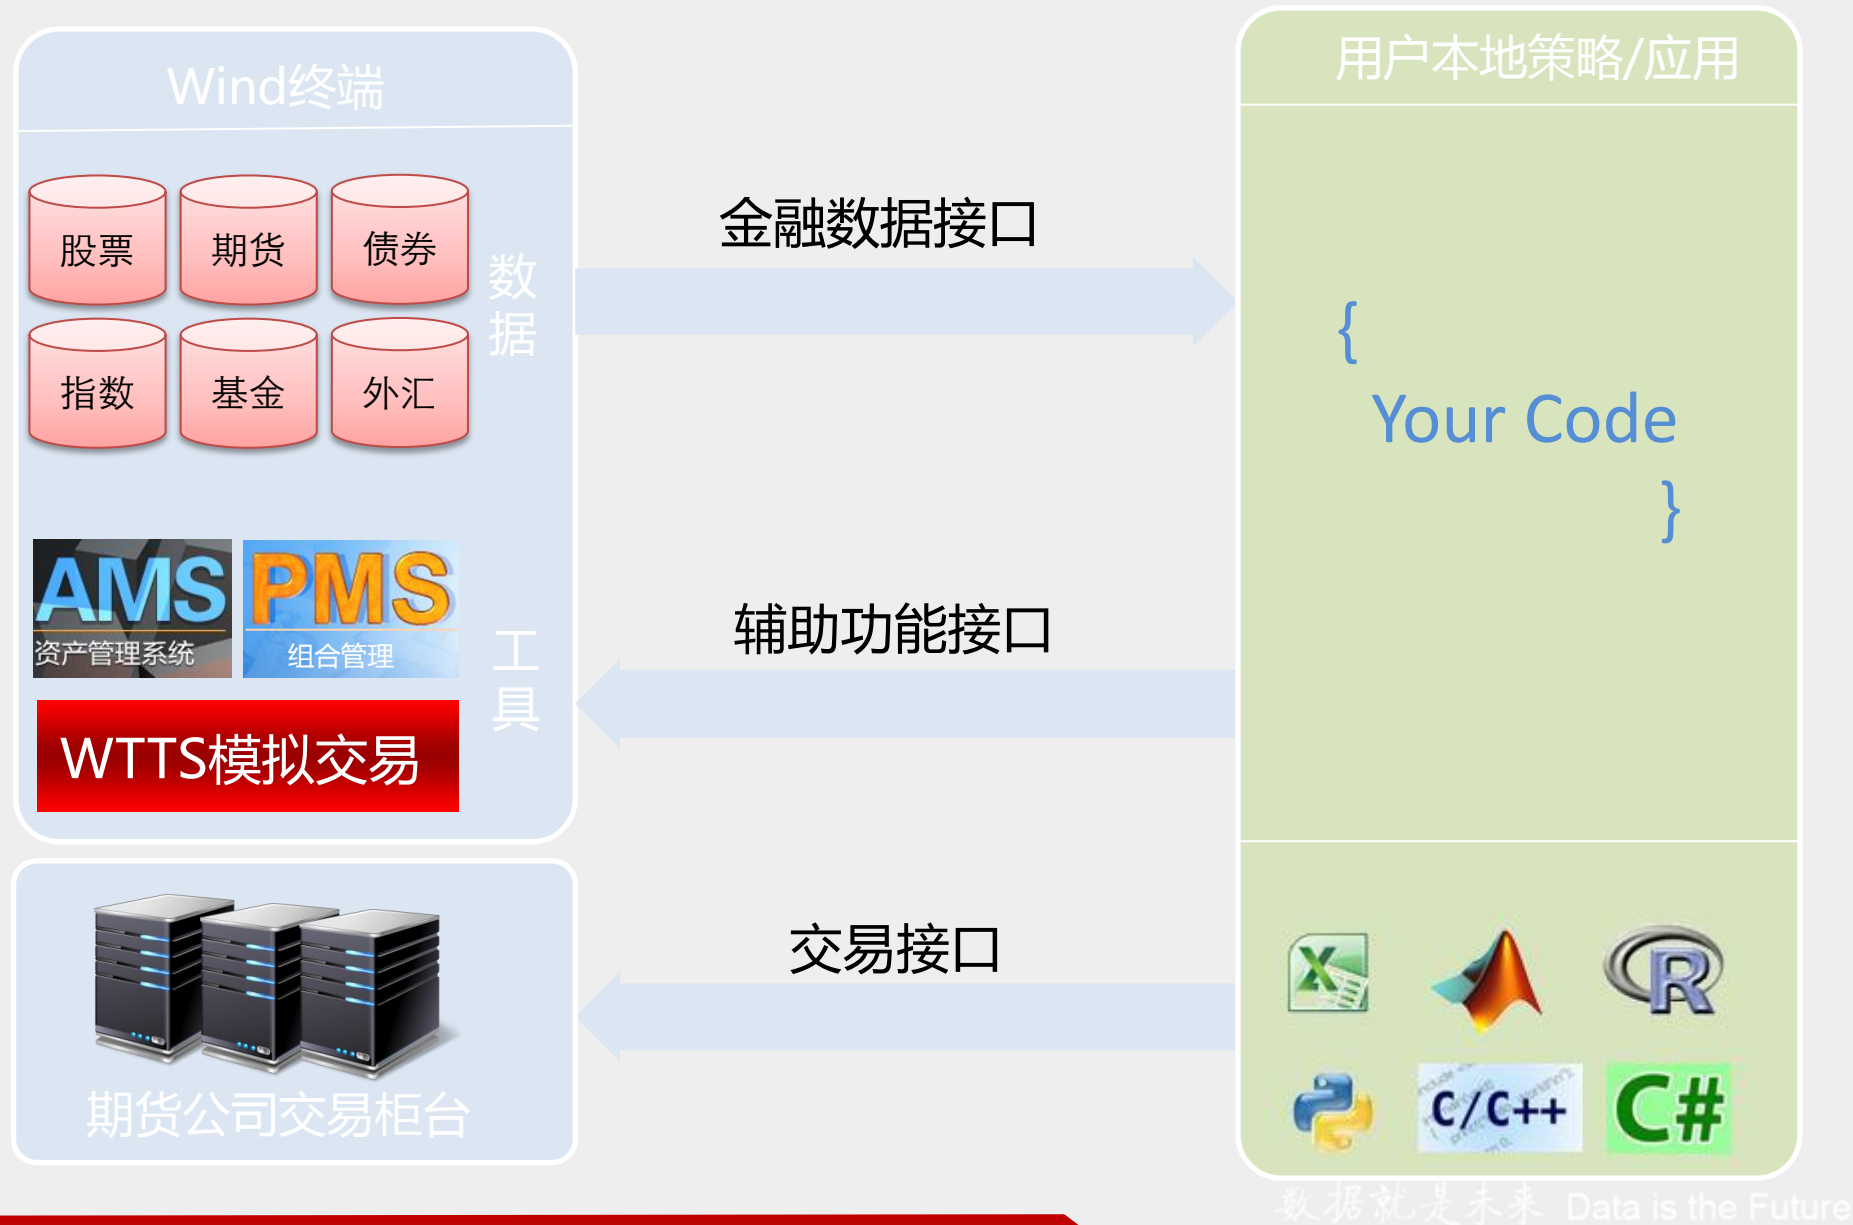 Wind终端
股票
期货
债券
指数
基金
外汇
数据
AMS
资产管理系统
PMS
组合管理
WTTS模拟交易
工具
期货公司交易柜台
金融数据接口
辅助功能接口
交易接口
用户本地策略/应用
{
Your Code
}
X
R
C/C++
C#
数据就是未来 Data is the Future